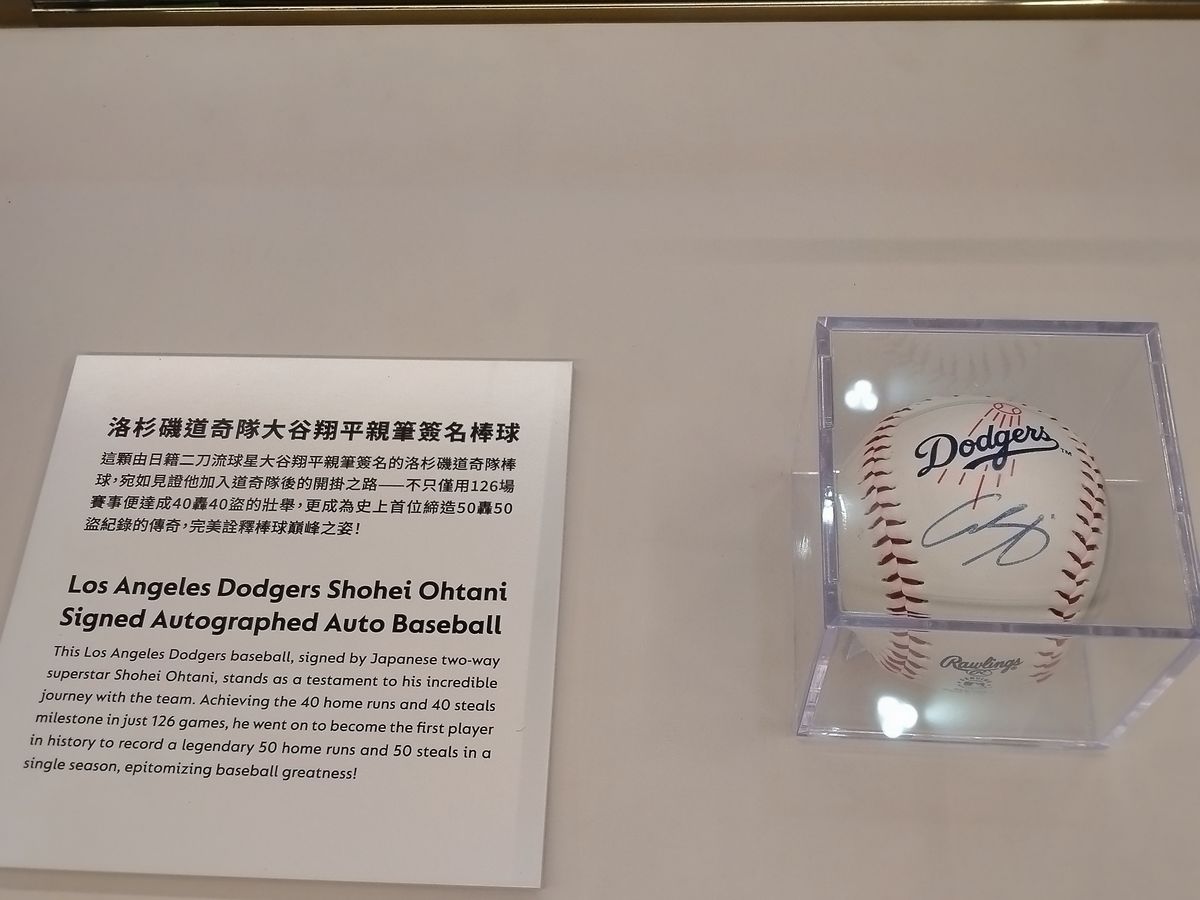 洛杉磯道奇隊大谷翔平親筆簽名棒球
這顆由日籍二刀流球星大谷翔平親筆簽名的洛杉磯道奇隊棒
球，宛如見證他加入道奇隊後的開掛之路——不只僅用126場
賽事便達成40轟40盜的壯舉，更成為史上首位締造50轟50
盜紀錄的傳奇，完美詮釋棒球巔峰之姿！
Los Angeles Dodgers Shohei Ohtani
Signed Autographed Auto Baseball
This Los Angeles Dodgers baseball, signed by Japanese two-way
superstar Shohei Ohtani, stands as a testament to his incredible
journey with the team. Achieving the 40 home runs and 40 steals
milestone in just 126 games, he went on to become the first player
in history to record a legendary 50 home runs and 50 steals in a
single season, epitomizing baseball greatness!
Dodgers™
Rawlings®